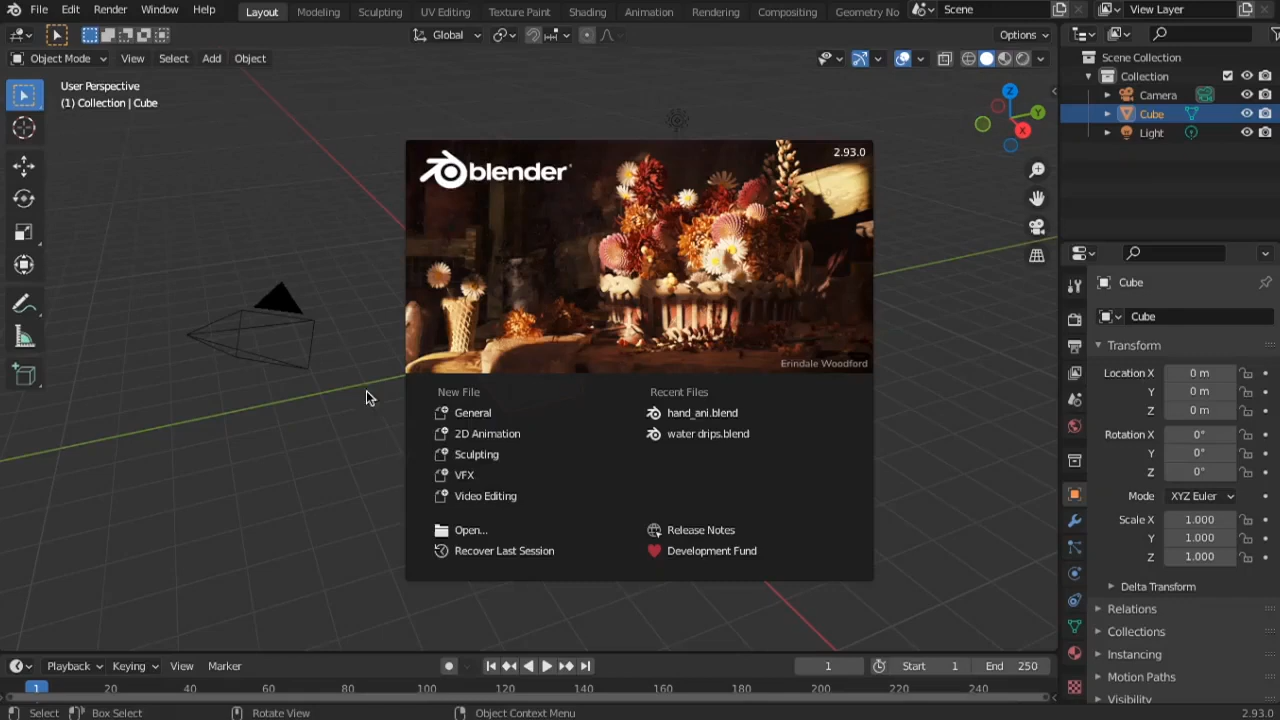 File Edit Render Window Help Layout Modeling Sculpting UV Editing Texture Paint Shading Animation Rendering Compositing Geometry No Scene View Layer
Global Options
Object Mode View Select Add Object
User Perspective
(1) Collection | Cube
Z
Y
X
Scene Collection
Collection
Camera
Cube
Light
blender
2.93.0
Erindale Woodford
New File
General
2D Animation
Sculpting
VFX
Video Editing
Open...
Recover Last Session
Recent Files
hand_ani.blend
water drips.blend
Release Notes
Development Fund
Cube
Cube
Transform
Location X 0 m
Y 0 m
Z 0 m
Rotation X 0°
Y 0°
Z 0°
Mode XYZ Euler
Scale X 1.000
Y 1.000
Z 1.000
Delta Transform
Relations
Collections
Instancing
Motion Paths
Visibility
Playback Keying View Marker 1 Start 1 End 250
1 20 40 60 80 100 120 140 160 180 200 220 240
Select Box Select Rotate View Object Context Menu 2.93.0